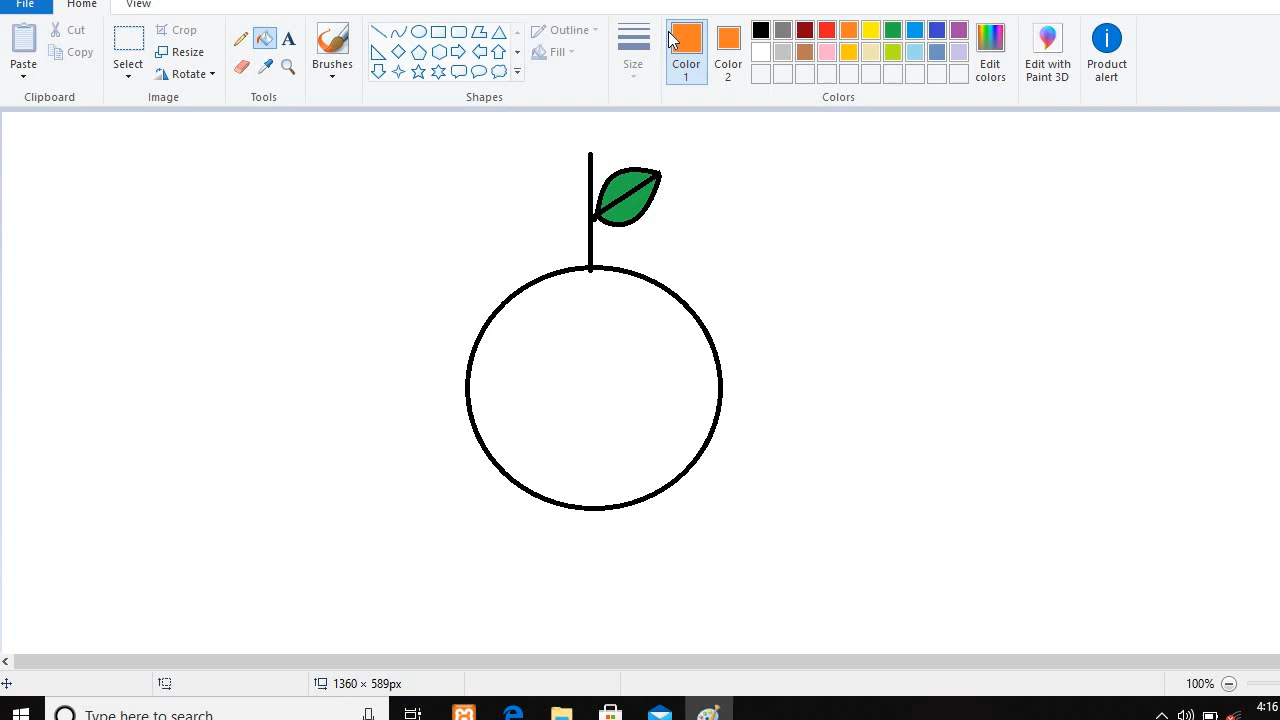 File Home View
Paste
Cut
Copy
Clipboard
Select
Crop
Resize
Rotate
Image
A
Tools
Brushes
Shapes
Outline
Fill
Size
Color 1
Color 2
Colors
Edit colors
Edit with Paint 3D
Product alert
1360 × 589px
100%
Type here to search
4:16